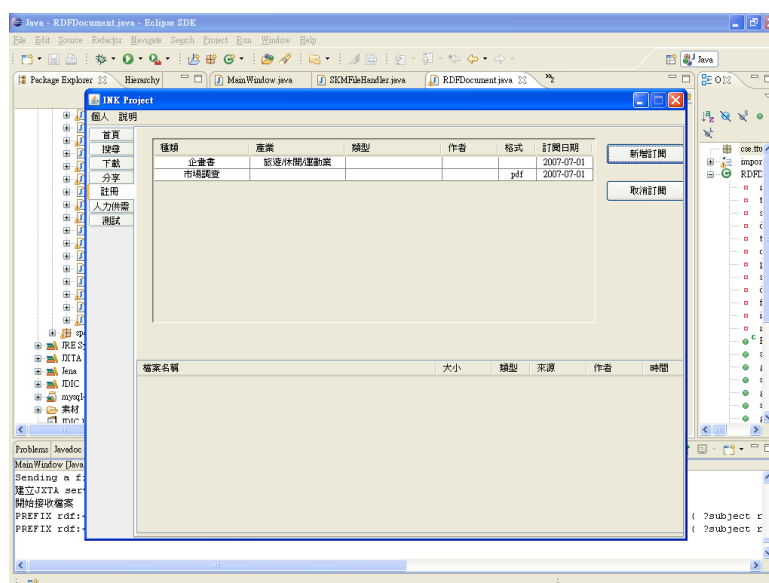 Java - RDFDocument.java - Eclipse SDK
File Edit Source Refactor Navigate Search Project Run Window Help
Java
Package Explorer Hierarchy MainWindow.java SKMFileHandler.java RDFDocument.java
INK Project
個人 說明
首頁
搜尋
下載
分享
註冊
人力供需
測試
種類 產業 類型 作者 格式 訂閱日期
企畫書 旅遊/休閒/運動業 2007-07-01
市場調查 pdf 2007-07-01
新增訂閱
取消訂閱
檔案名稱 大小 類型 來源 作者 時間
JRE Sy
JXTA
Jena
JDIC
mysql-
素材
cse.ttu
impor
RDFD
Problems Javadoc
MainWindow [Java
Sending a f
建立JXTA ser
開始接收檔案
PREFIX rdf:< ( ?subject r
PREFIX rdf:< ( ?subject r